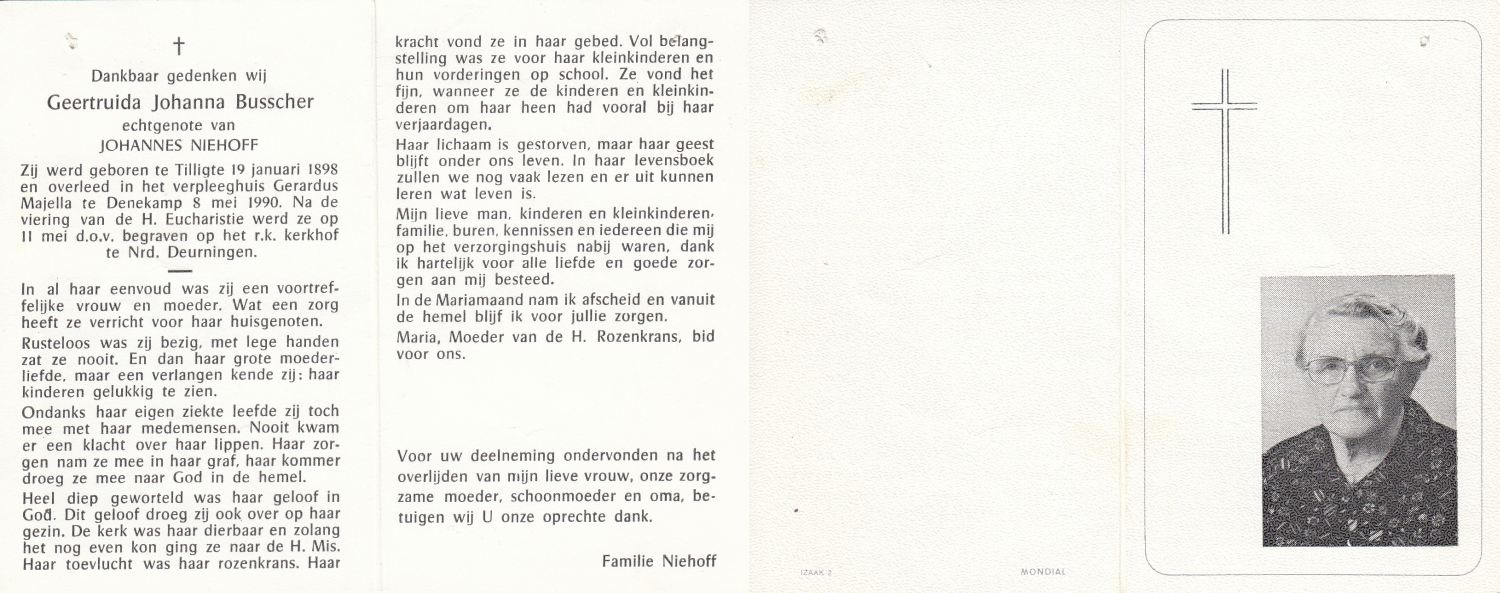 Dankbaar gedenken wij
Geertruida Johanna Busscher
echtgenote van
JOHANNES NIEHOFF
Zij werd geboren te Tilligte 19 januari 1898
en overleed in het verpleeghuis Gerardus
Majella te Denekamp 8 mei 1990. Na de
viering van de H. Eucharistie werd ze op
11 mei d.o.v. begraven op het r.k. kerkhof
te Nrd. Deurningen.
In al haar eenvoud was zij een voortref-
felijke vrouw en moeder. Wat een zorg
heeft ze verricht voor haar huisgenoten.
Rusteloos was zij bezig, met lege handen
zat ze nooit. En dan haar grote moeder-
liefde, maar een verlangen kende zij: haar
kinderen gelukkig te zien.
Ondanks haar eigen ziekte leefde zij toch
mee met haar medemensen. Nooit kwam
er een klacht over haar lippen. Haar zor-
gen nam ze mee in haar graf, haar kommer
droeg ze mee naar God in de hemel.
Heel diep geworteld was haar geloof in
God. Dit geloof droeg zij ook over op haar
gezin. De kerk was haar dierbaar en zolang
het nog even kon ging ze naar de H. Mis.
Haar toevlucht was haar rozenkrans. Haar
kracht vond ze in haar gebed. Vol belang-
stelling was ze voor haar kleinkinderen en
hun vorderingen op school. Ze vond het
fijn, wanneer ze de kinderen en kleinkin-
deren om haar heen had vooral bij haar
verjaardagen.
Haar lichaam is gestorven, maar haar geest
blijft onder ons leven. In haar levensboek
zullen we nog vaak lezen en er uit kunnen
leren wat leven is.
Mijn lieve man, kinderen en kleinkinderen,
familie, buren, kennissen en iedereen die mij
op het verzorgingshuis nabij waren, dank
ik hartelijk voor alle liefde en goede zor-
gen aan mij besteed.
In de Mariamaand nam ik afscheid en vanuit
de hemel blijf ik voor jullie zorgen.
Maria, Moeder van de H. Rozenkrans, bid
voor ons.
Voor uw deelneming ondervonden na het
overlijden van mijn lieve vrouw, onze zorg-
zame moeder, schoonmoeder en oma, be-
tuigen wij U onze oprechte dank.
Familie Niehoff
IZAAK 2
MONDIAL